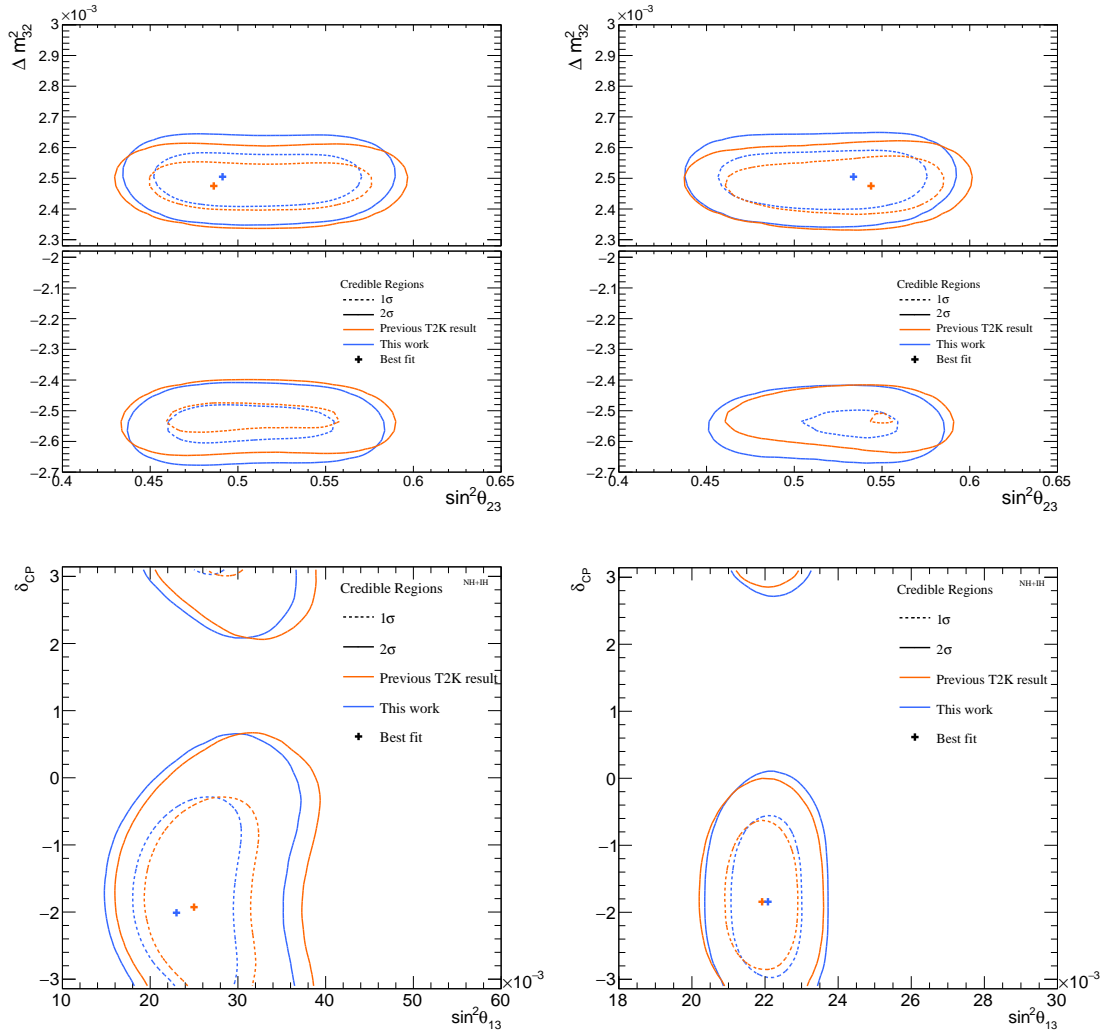 ×10⁻³
Δ m²₃₂
3
2.9
2.8
2.7
2.6
2.5
2.4
2.3
−2
−2.1
−2.2
−2.3
−2.4
−2.5
−2.6
−2.7
Credible Regions
1σ
2σ
Previous T2K result
This work
Best fit
0.4 0.45 0.5 0.55 0.6 0.65
sin²θ₂₃
×10⁻³
Δ m²₃₂
3
2.9
2.8
2.7
2.6
2.5
2.4
2.3
−2
−2.1
−2.2
−2.3
−2.4
−2.5
−2.6
−2.7
Credible Regions
1σ
2σ
Previous T2K result
This work
Best fit
0.4 0.45 0.5 0.55 0.6 0.65
sin²θ₂₃
δCP
3
2
1
0
−1
−2
−3
Credible Regions NH+IH
1σ
2σ
Previous T2K result
This work
Best fit
10 20 30 40 50 60
×10⁻³
sin²θ₁₃
δCP
3
2
1
0
−1
−2
−3
Credible Regions NH+IH
1σ
2σ
Previous T2K result
This work
Best fit
18 20 22 24 26 28 30
×10⁻³
sin²θ₁₃